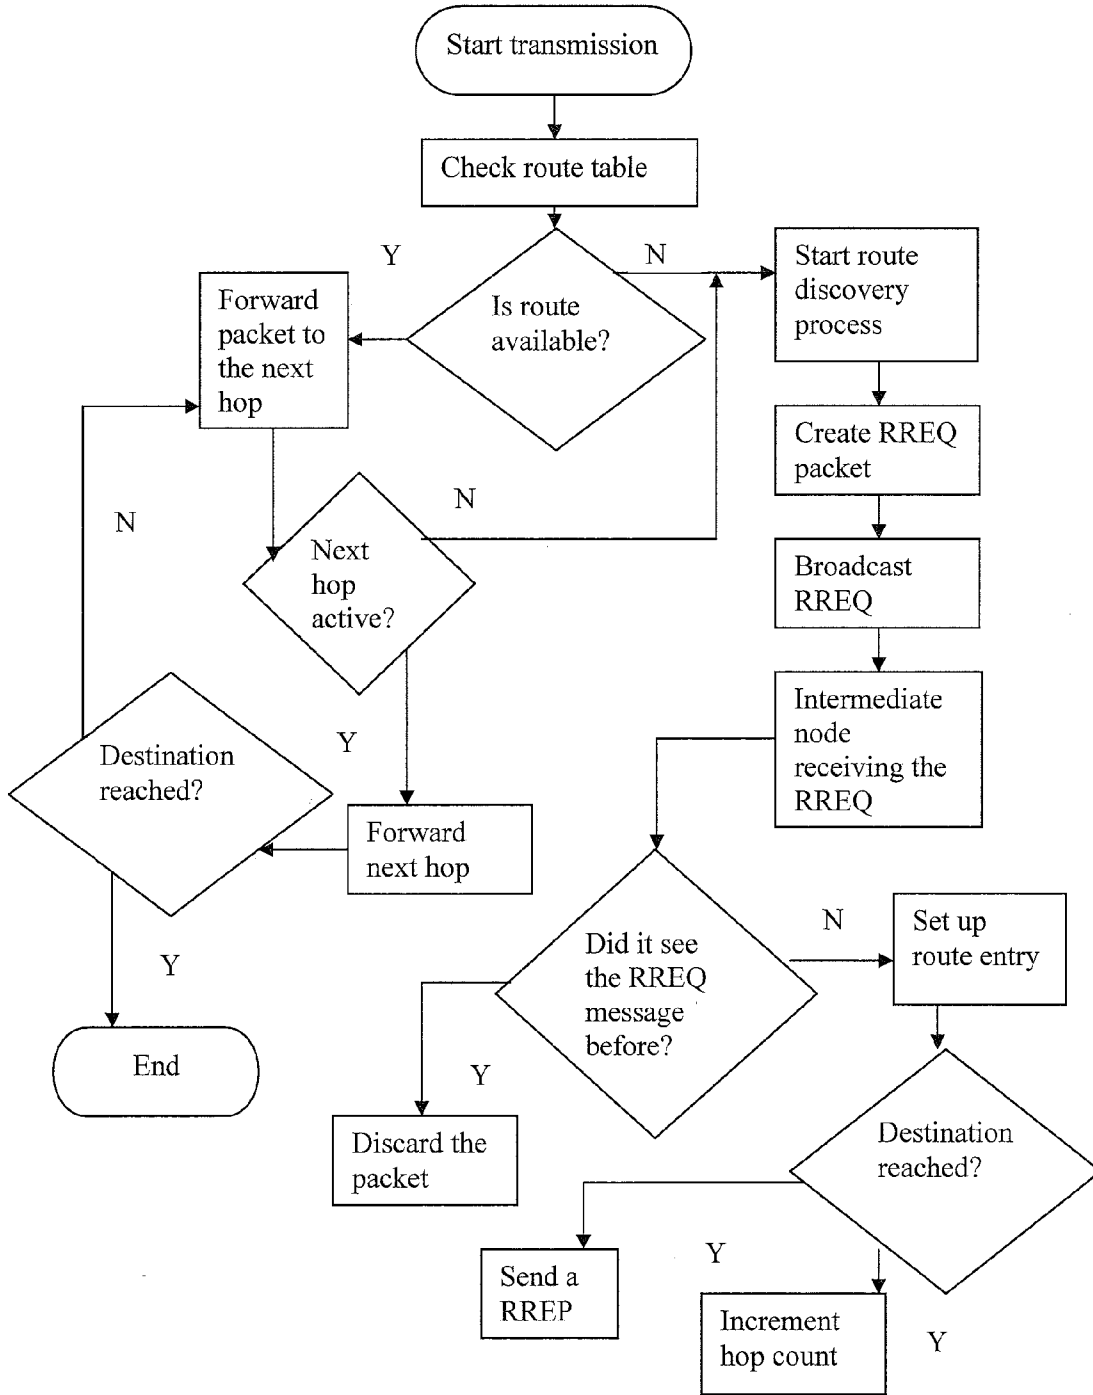 Start transmission
Check route table
Y
N
Is route
available?
Forward
packet to
the next
hop
Start route
discovery
process
Create RREQ
packet
N
N
Next
hop
active?
Broadcast
RREQ
Intermediate
node
receiving the
RREQ
Y
Destination
reached?
Forward
next hop
Y
End
Did it see
the RREQ
message
before?
N
Set up
route entry
Y
Discard the
packet
Destination
reached?
Y
Send a
RREP
Increment
hop count
Y